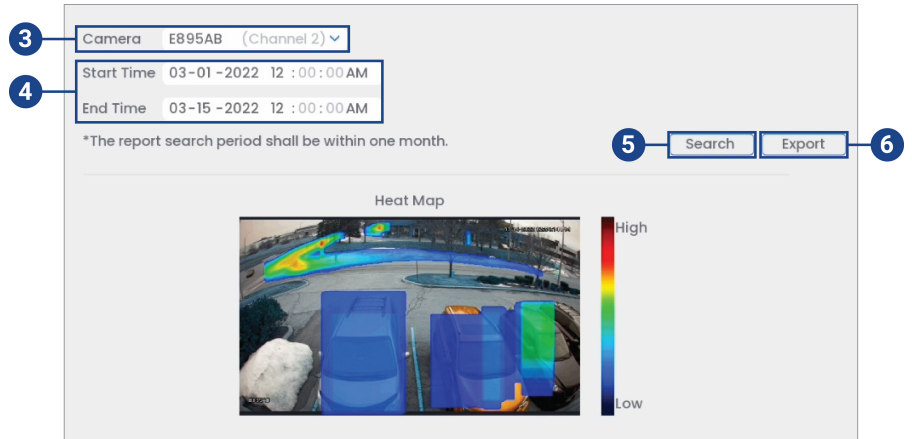 3 Camera E895AB (Channel 2)
4 Start Time 03-01 -2022 12 :00:00 AM
End Time 03-15 -2022 12 :00:00 AM
*The report search period shall be within one month.
5 Search Export 6
Heat Map
High
Low